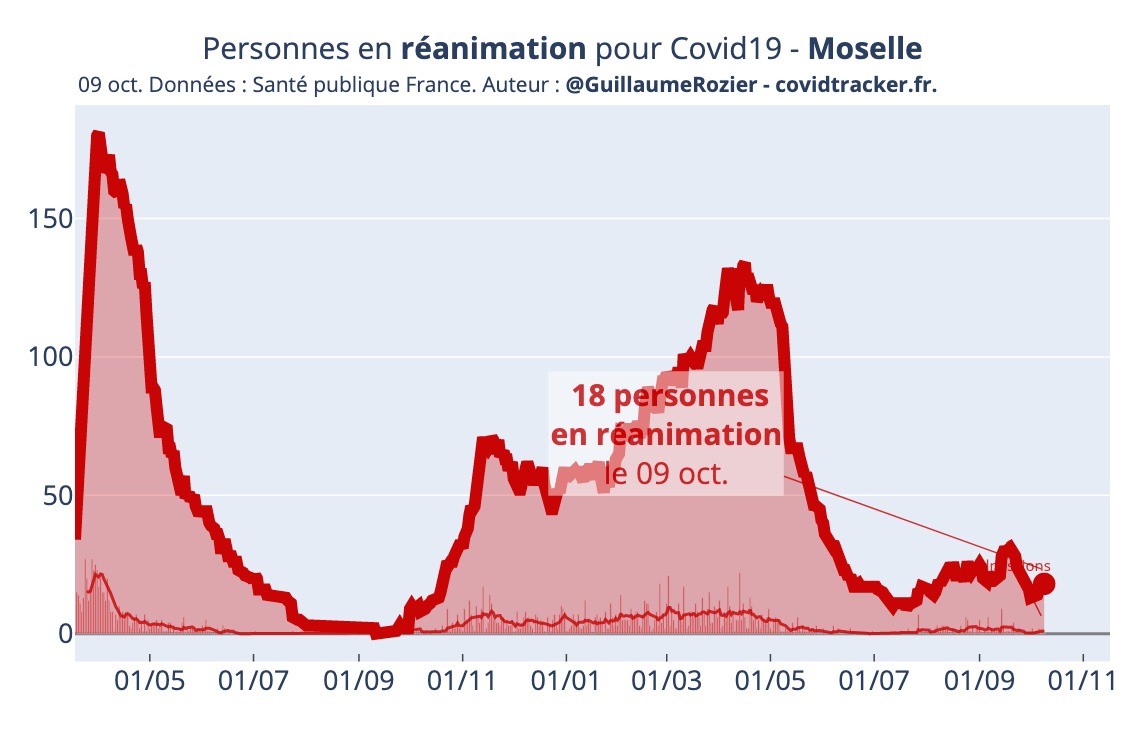 Personnes en réanimation pour Covid19 - Moselle
09 oct. Données : Santé publique France. Auteur : @GuillaumeRozier - covidtracker.fr.
150
100
50
0
18 personnes
en réanimation
le 09 oct.
01/05 01/07 01/09 01/11 01/01 01/03 01/05 01/07 01/09 01/11